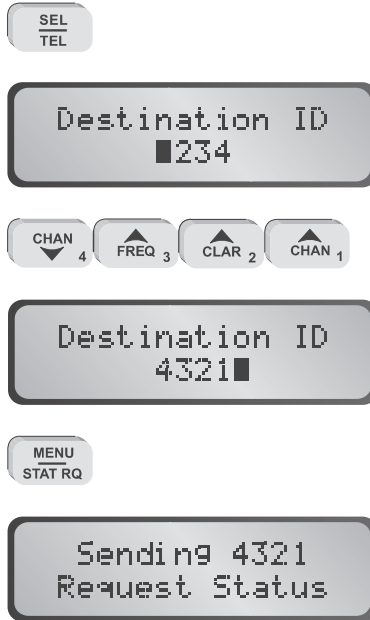 SEL
TEL
Destination ID
█234
CHAN 4 FREQ 3 CLAR 2 CHAN 1
Destination ID
4321█
MENU
STAT RQ
Sending 4321
Request Status